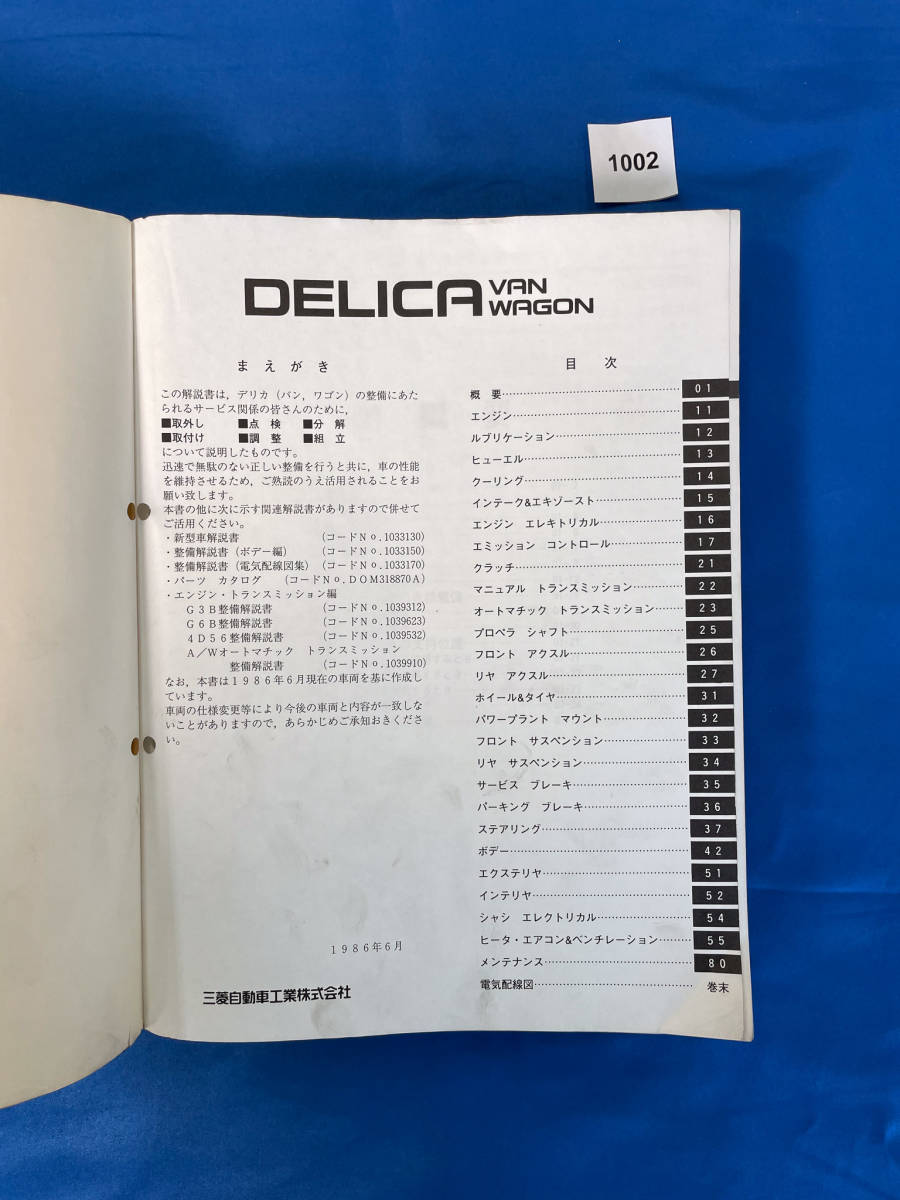 1002
DELICA VAN WAGON
まえがき
この解説書は，デリカ（バン，ワゴン）の整備にあた
られるサービス関係の皆さんのために，
■取外し ■点 検 ■分 解
■取付け ■調 整 ■組 立
について説明したものです。
迅速で無駄のない正しい整備を行うと共に，車の性能
を維持させるため，ご熟読のうえ活用されることをお
願い致します。
本書の他に次に示す関連解説書がありますので併せて
ご活用ください。
・新型車解説書 （コードNo.1033130）
・整備解説書（ボデー編） （コードNo.1033150）
・整備解説書（電気配線図集）（コードNo.1033170）
・パーツ カタログ （コードNo.DOM318870A）
・エンジン・トランスミッション編
G3B整備解説書 （コードNo.1039312）
G6B整備解説書 （コードNo.1039623）
4D56整備解説書 （コードNo.1039532）
A／Wオートマチック トランスミッション
整備解説書 （コードNo.1039910）
なお，本書は1986年6月現在の車両を基に作成し
ています。
車両の仕様変更等により今後の車両と内容が一致しな
いことがありますので，あらかじめご承知おきくださ
い。
1986年6月
三菱自動車工業株式会社
目 次
概 要…………01
エンジン…………11
ルブリケーション…………12
ヒューエル…………13
クーリング…………14
インテーク&エキゾースト…………15
エンジン エレキトリカル…………16
エミッション コントロール…………17
クラッチ…………21
マニュアル トランスミッション…………22
オートマチック トランスミッション…………23
プロペラ シャフト…………25
フロント アクスル…………26
リヤ アクスル…………27
ホイール&タイヤ…………31
パワープラント マウント…………32
フロント サスペンション…………33
リヤ サスペンション…………34
サービス ブレーキ…………35
パーキング ブレーキ…………36
ステアリング…………37
ボデー…………42
エクステリヤ…………51
インテリヤ…………52
シャシ エレクトリカル…………54
ヒータ・エアコン&ベンチレーション…………55
メンテナンス…………80
電気配線図…………巻末